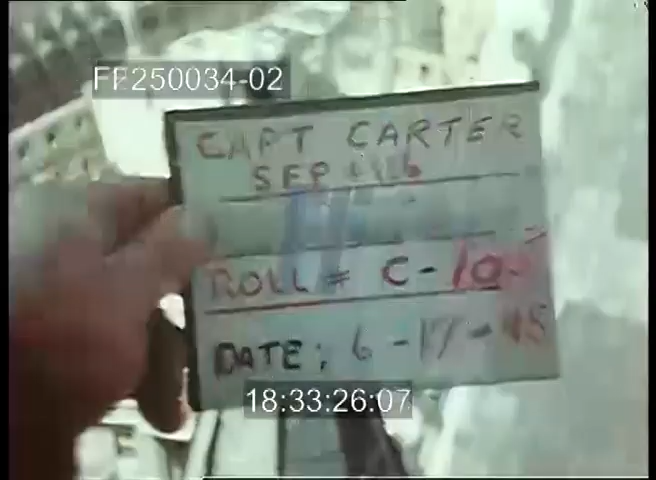 FF250034-02
CAPT CARTER
ROLL # C-10
DATE: 6-17-45
18:33:26:07